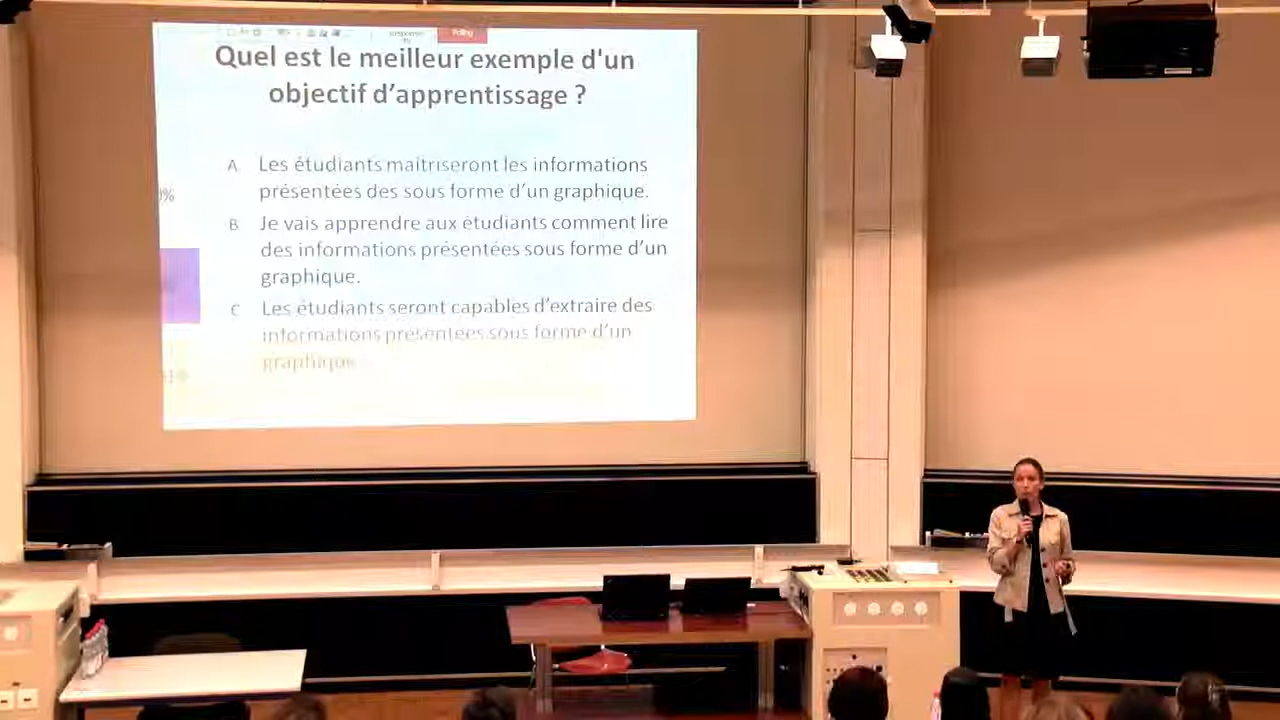 Polling
Quel est le meilleur exemple d'un
objectif d'apprentissage ?
A. Les étudiants maîtriseront les informations
présentées des sous forme d'un graphique.
B Je vais apprendre aux étudiants comment lire
des informations présentées sous forme d'un
graphique.
C Les étudiants seront capables d'extraire des
informations présentées sous forme d'un
graphique